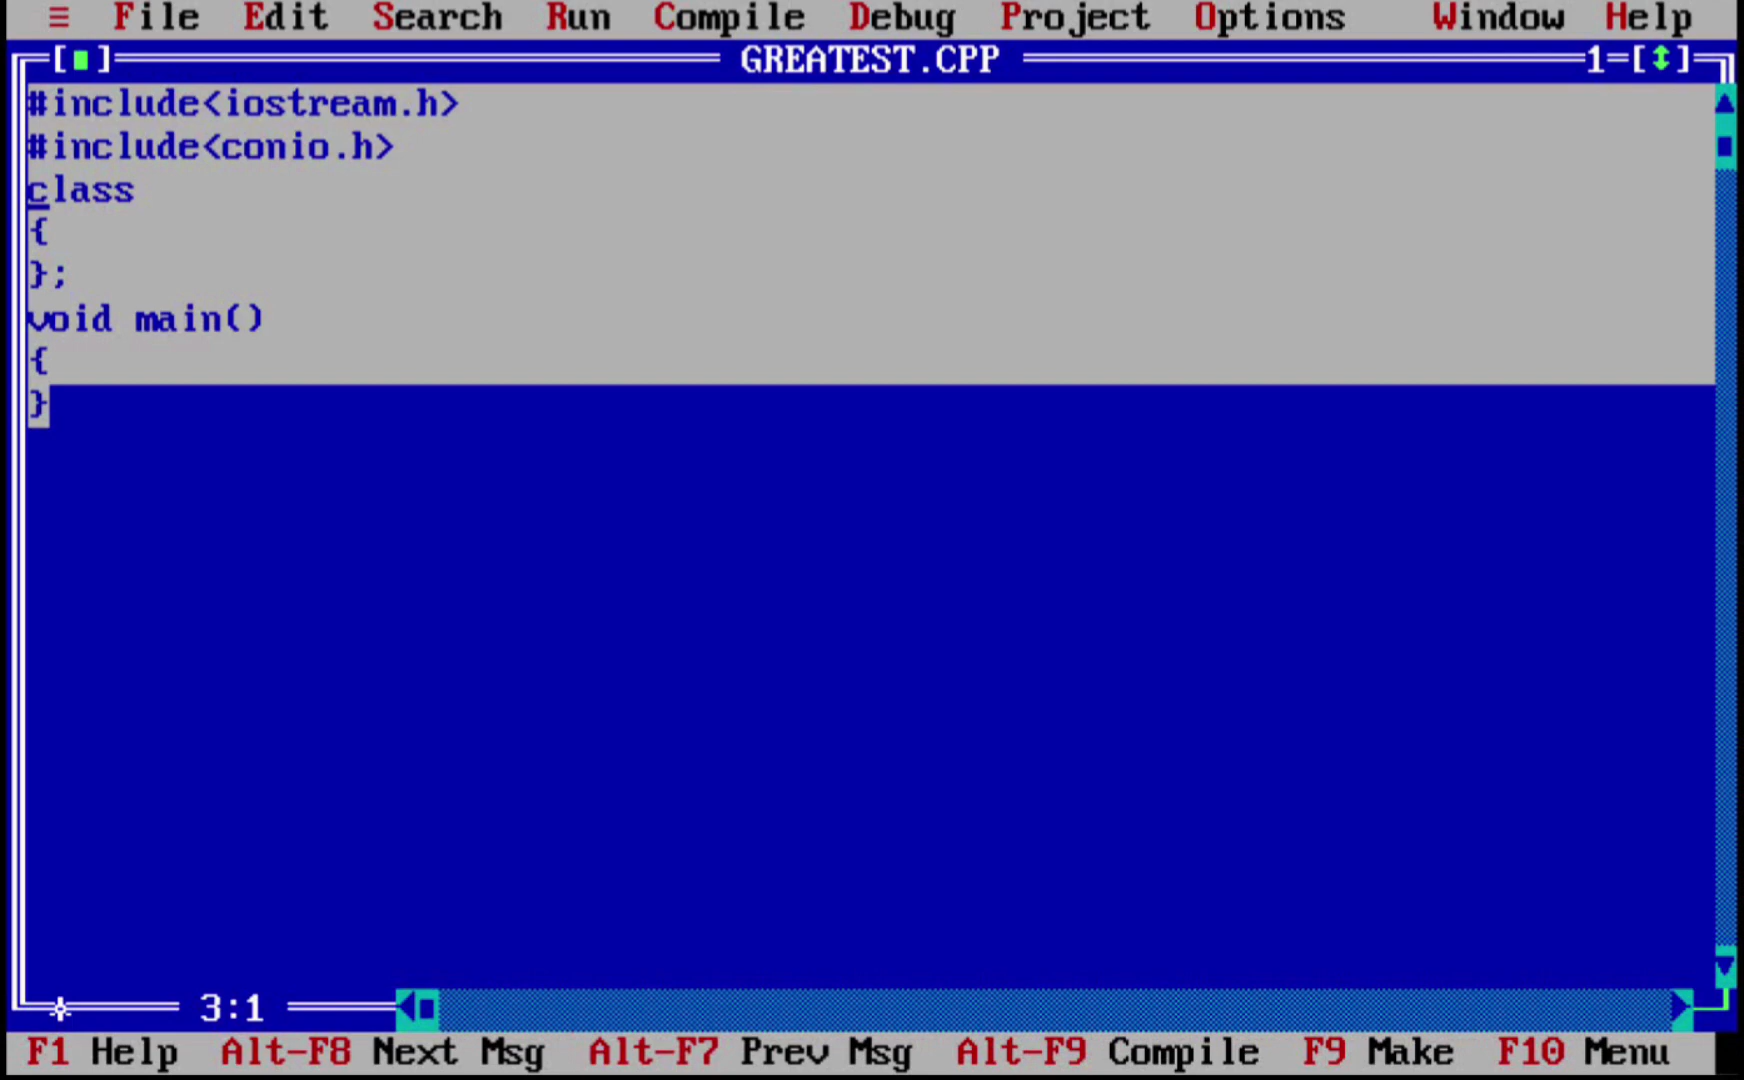 ≡ File Edit Search Run Compile Debug Project Options Window Help
[■] GREATEST.CPP 1=[↕]
#include<iostream.h>
#include<conio.h>
class
{
};
void main()
{
}
3:1
F1 Help Alt-F8 Next Msg Alt-F7 Prev Msg Alt-F9 Compile F9 Make F10 Menu